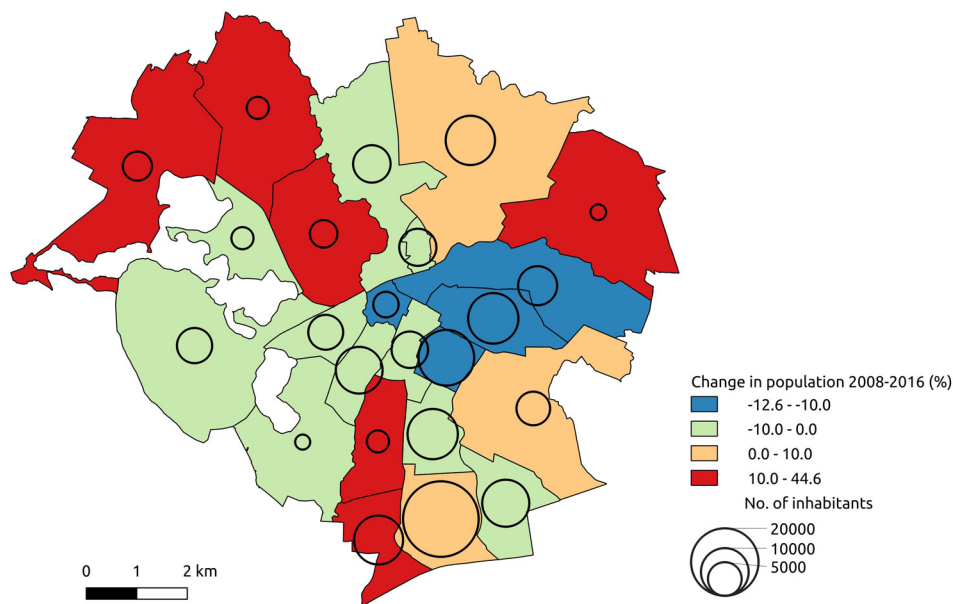 Change in population 2008-2016 (%)
-12.6 - -10.0
-10.0 - 0.0
0.0 - 10.0
10.0 - 44.6
No. of inhabitants
20000
10000
5000
0 1 2 km